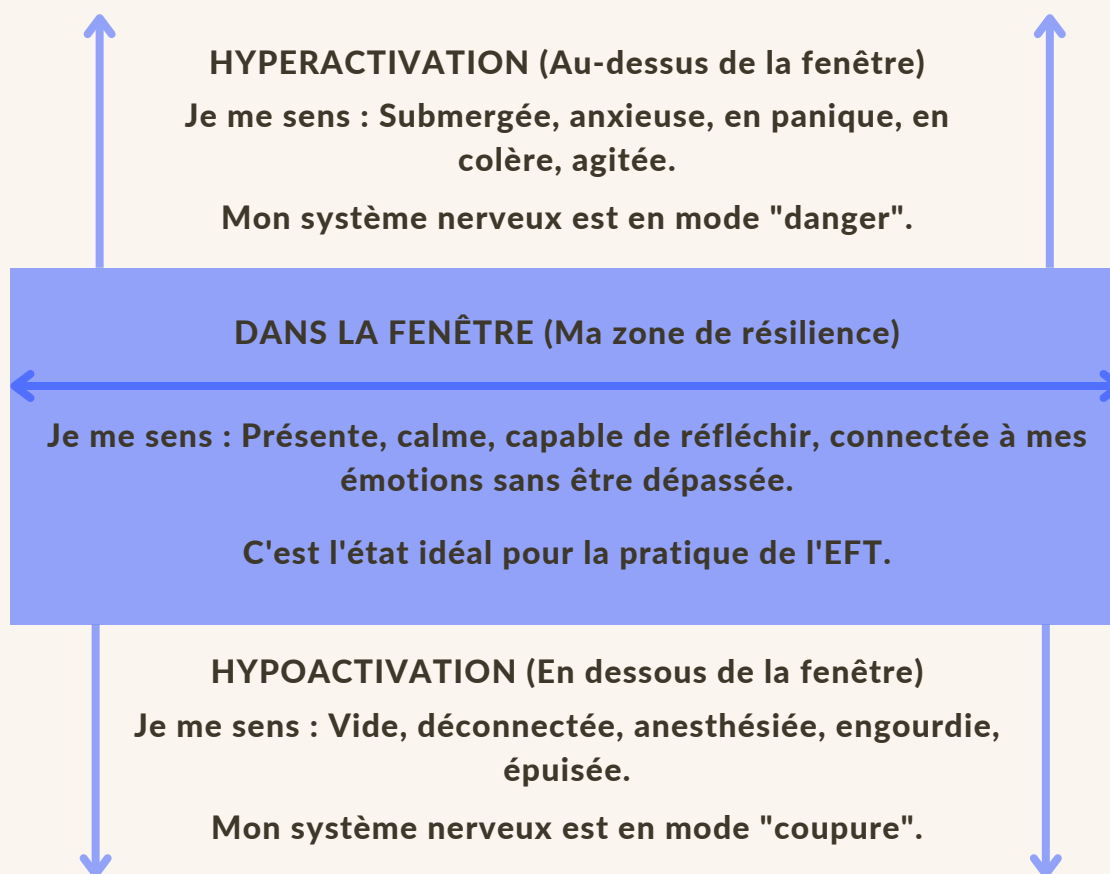 HYPERACTIVATION (Au-dessus de la fenêtre)
Je me sens : Submergée, anxieuse, en panique, en
colère, agitée.
Mon système nerveux est en mode "danger".
DANS LA FENÊTRE (Ma zone de résilience)
Je me sens : Présente, calme, capable de réfléchir, connectée à mes
émotions sans être dépassée.
C'est l'état idéal pour la pratique de l'EFT.
HYPOACTIVATION (En dessous de la fenêtre)
Je me sens : Vide, déconnectée, anesthésiée, engourdie,
épuisée.
Mon système nerveux est en mode "coupure".